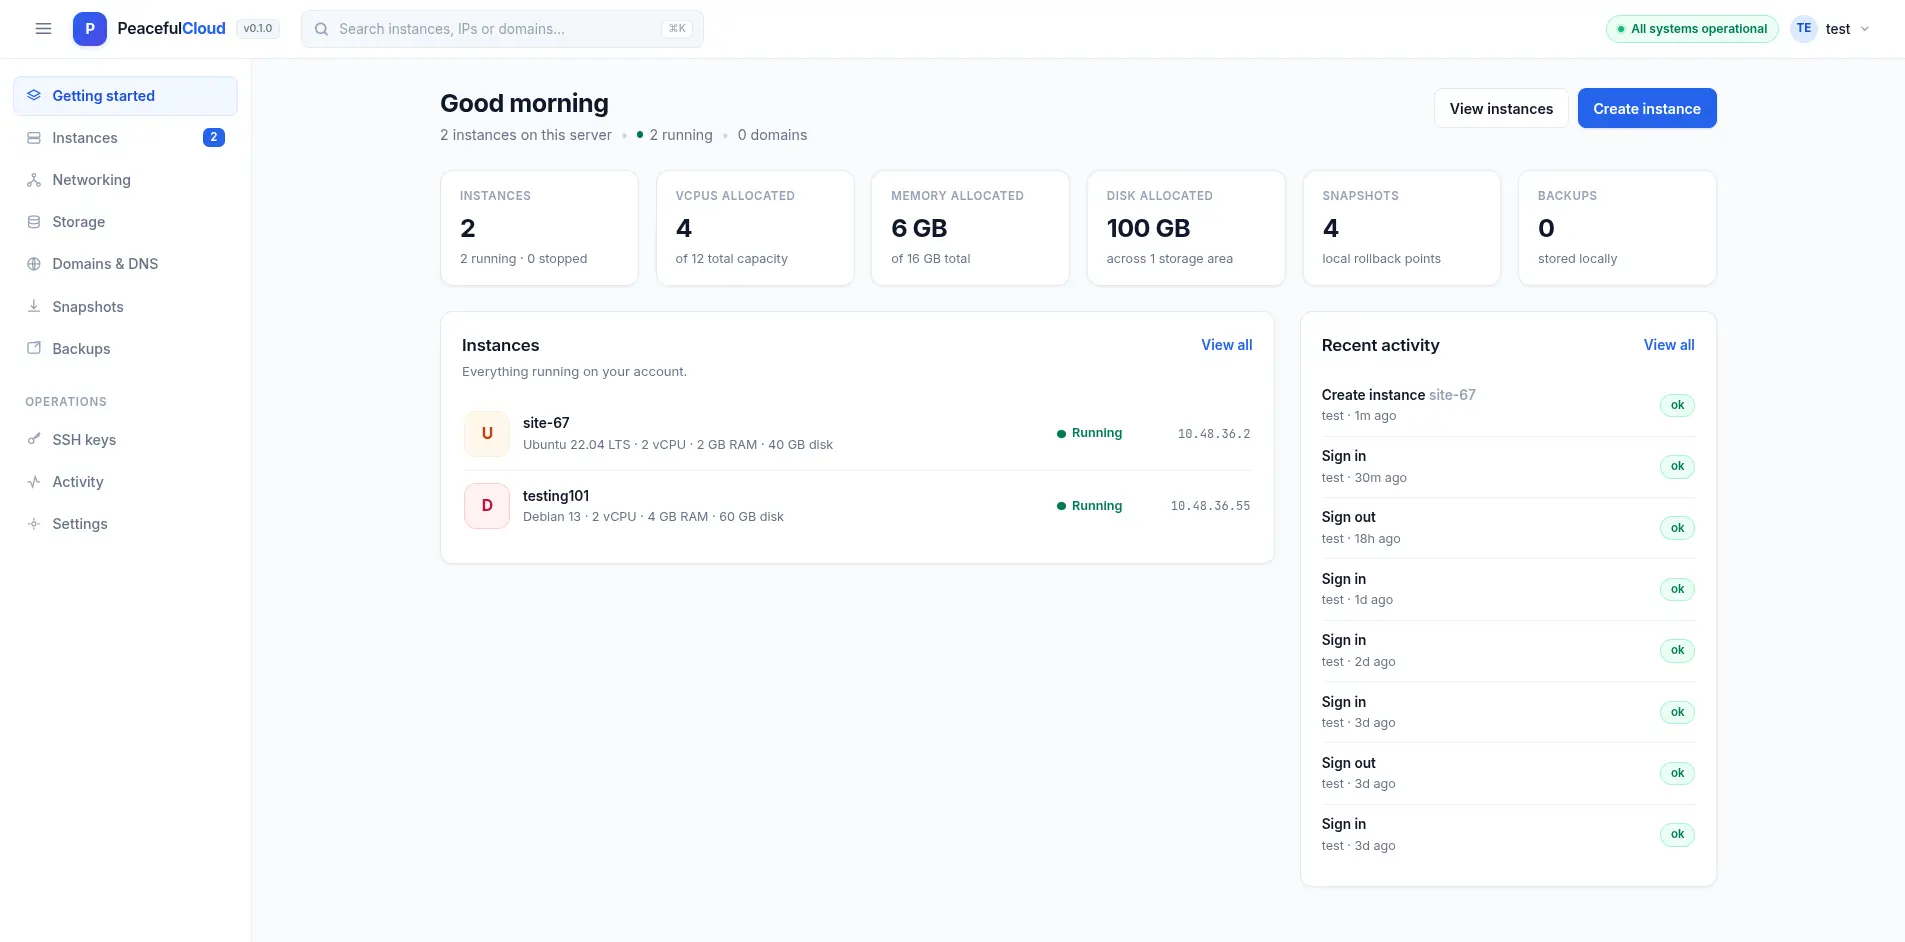 P PeacefulCloud v0.1.0 Search instances, IPs or domains... ⌘K All systems operational TE test
Getting started
Instances 2
Networking
Storage
Domains & DNS
Snapshots
Backups
OPERATIONS
SSH keys
Activity
Settings
Good morning
2 instances on this server • 2 running • 0 domains
View instances Create instance
INSTANCES
2
2 running · 0 stopped
VCPUS ALLOCATED
4
of 12 total capacity
MEMORY ALLOCATED
6 GB
of 16 GB total
DISK ALLOCATED
100 GB
across 1 storage area
SNAPSHOTS
4
local rollback points
BACKUPS
0
stored locally
Instances View all
Everything running on your account.
U
site-67
Ubuntu 22.04 LTS · 2 vCPU · 2 GB RAM · 40 GB disk
Running 10.48.36.2
D
testing101
Debian 13 · 2 vCPU · 4 GB RAM · 60 GB disk
Running 10.48.36.55
Recent activity View all
Create instance site-67
test · 1m ago
ok
Sign in
test · 30m ago
ok
Sign out
test · 18h ago
ok
Sign in
test · 1d ago
ok
Sign in
test · 2d ago
ok
Sign in
test · 3d ago
ok
Sign out
test · 3d ago
ok
Sign in
test · 3d ago
ok